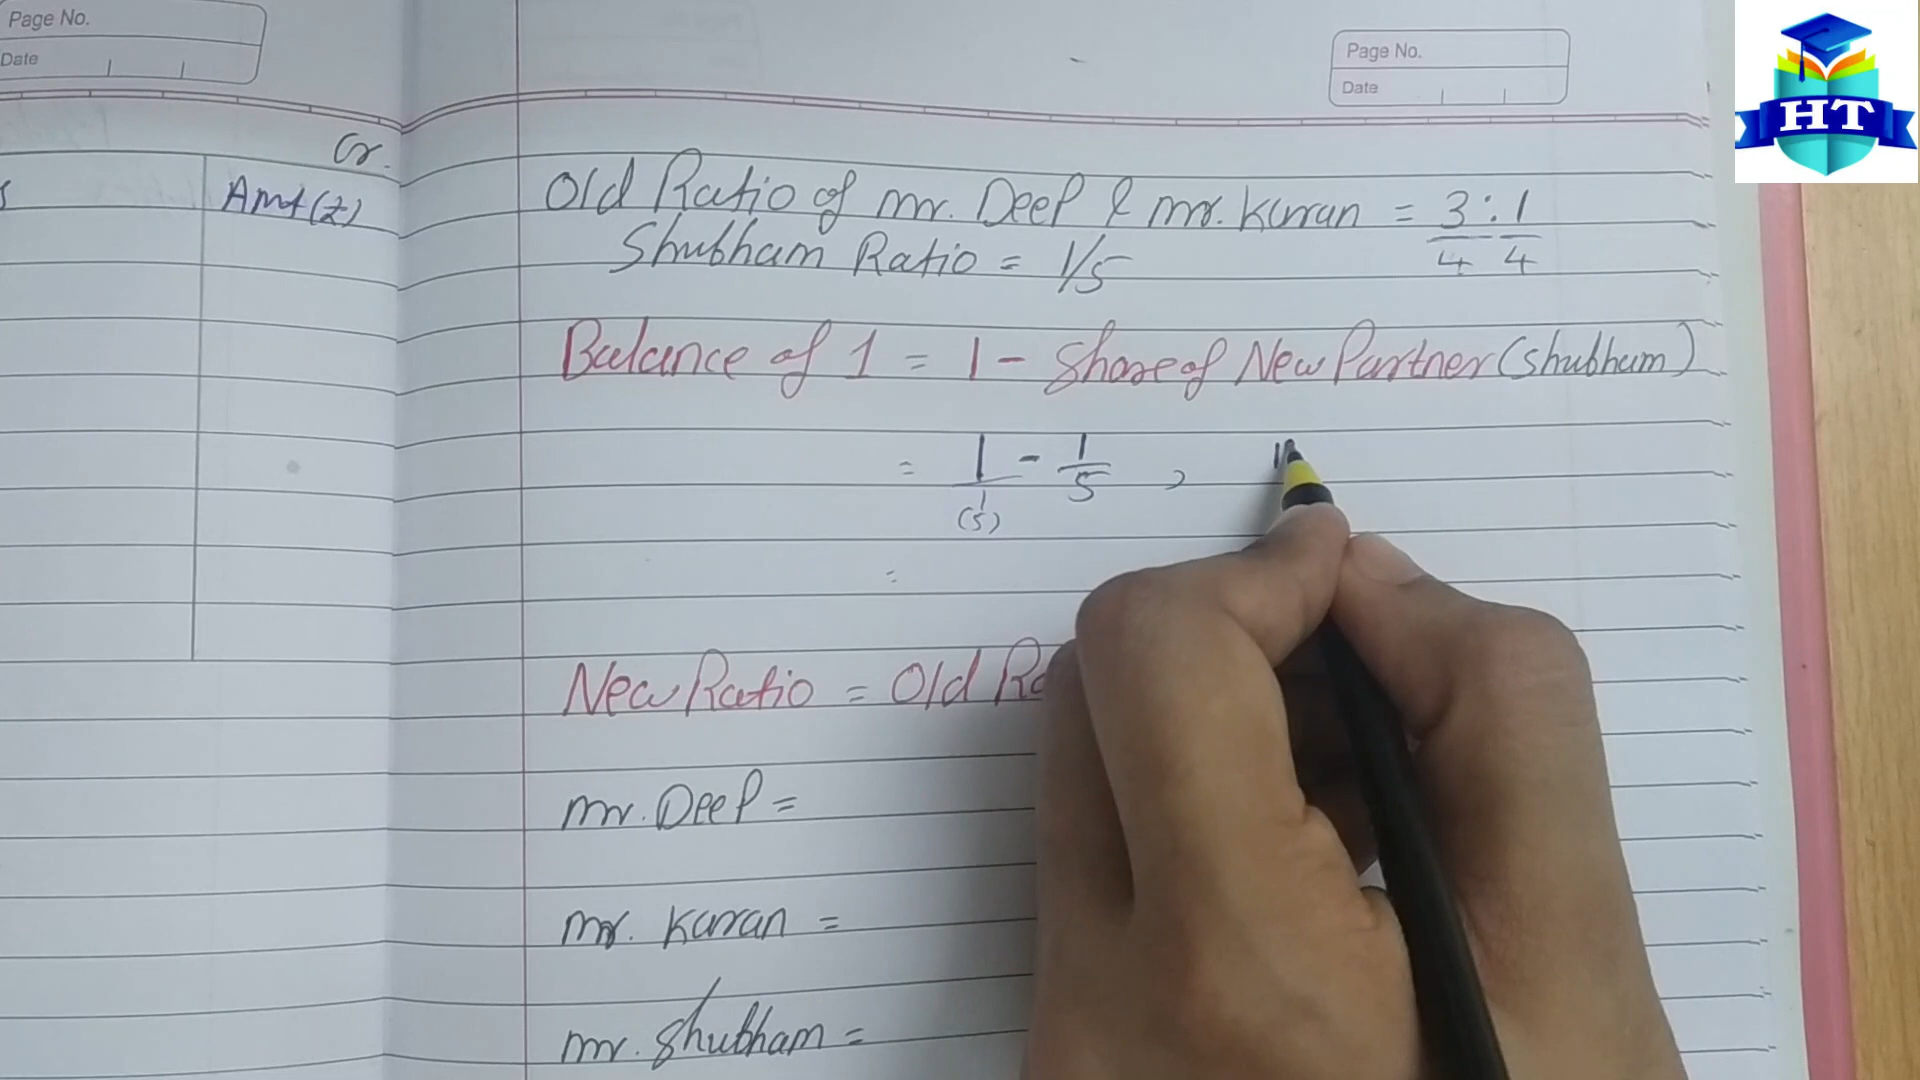 Page No.
Date
Page No.
Date
HT
Cr.
Amt(₹)
Old Ratio of mr. Deep & mr. Karan = 3/4 : 1/4
Shubham Ratio = 1/5
Balance of 1 = 1 - Share of New Partner (Shubham)
= 1/1 - 1/5 ,
(5)
=
New Ratio = Old
mr. Deep =
mr. Karan =
mr. Shubham =